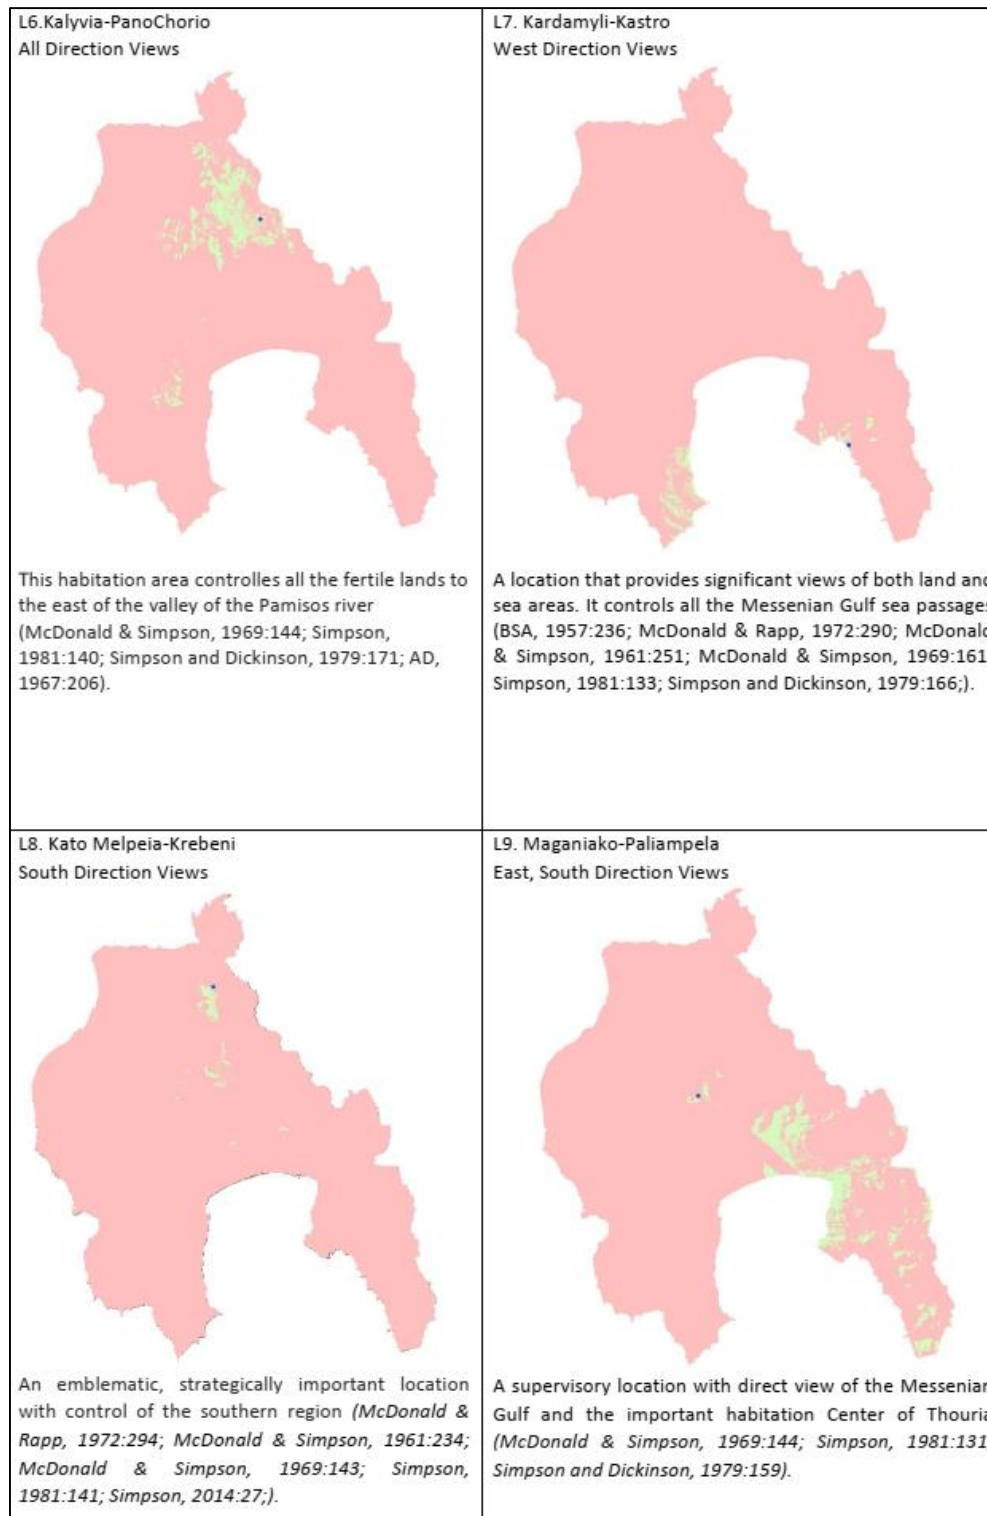 L6.Kalyvia-PanoChorio
All Direction Views
This habitation area controlles all the fertile lands to
the east of the valley of the Pamisos river
(McDonald & Simpson, 1969:144; Simpson,
1981:140; Simpson and Dickinson, 1979:171; AD,
1967:206).
L7. Kardamyli-Kastro
West Direction Views
A location that provides significant views of both land and
sea areas. It controls all the Messenian Gulf sea passages
(BSA, 1957:236; McDonald & Rapp, 1972:290; McDonald
& Simpson, 1961:251; McDonald & Simpson, 1969:161
Simpson, 1981:133; Simpson and Dickinson, 1979:166;).
L8. Kato Melpeia-Krebeni
South Direction Views
An emblematic, strategically important location
with control of the southern region (McDonald &
Rapp, 1972:294; McDonald & Simpson, 1961:234;
McDonald & Simpson, 1969:143; Simpson,
1981:141; Simpson, 2014:27;).
L9. Maganiako-Paliampela
East, South Direction Views
A supervisory location with direct view of the Messenian
Gulf and the important habitation Center of Thouria
(McDonald & Simpson, 1969:144; Simpson, 1981:131
Simpson and Dickinson, 1979:159).